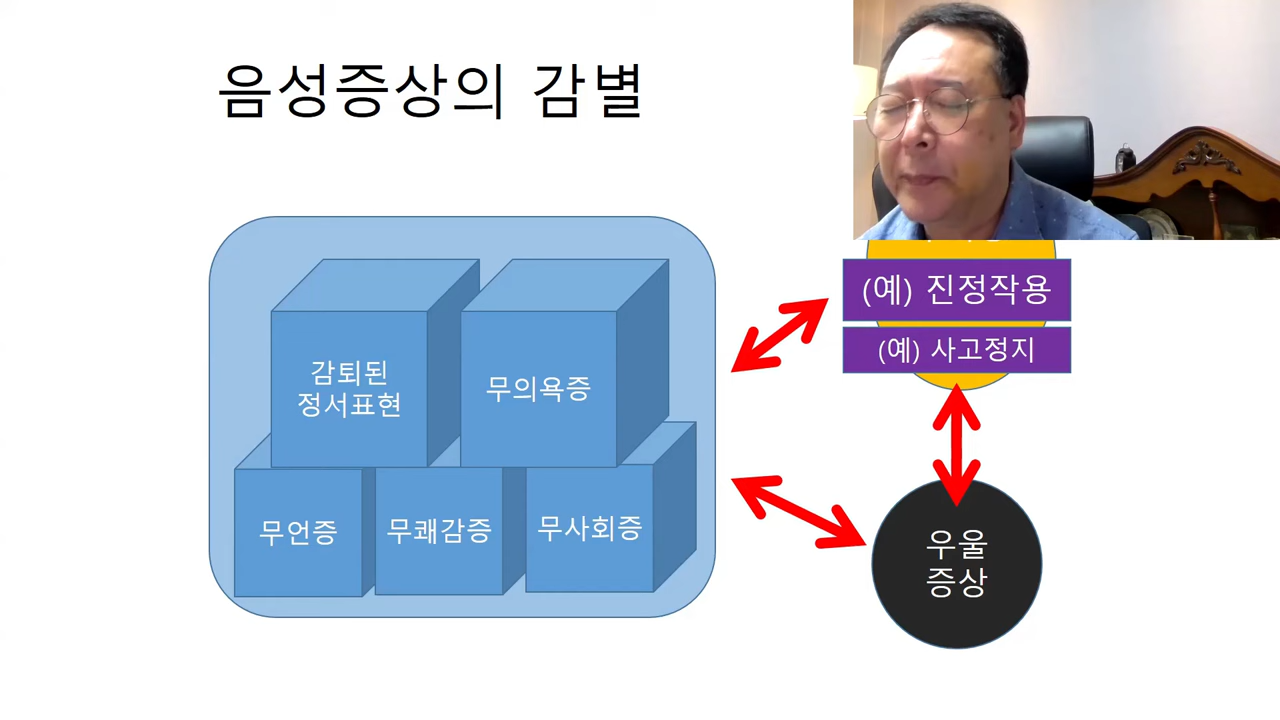 음성증상의 감별
감퇴된
정서표현
무의욕증
무언증
무쾌감증
무사회증
(예) 진정작용
(예) 사고정지
우울
증상